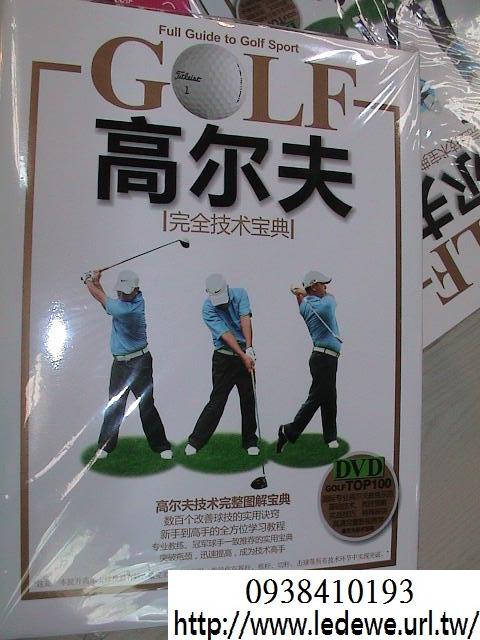 Full Guide to Golf Sport
GOLF
Titleist
1
高尔夫
完全技术宝典
DVD
GOLF TOP100
高尔夫技术完整图解宝典
数百个改善球技的实用诀窍
新手到高手的全方位学习教程
专业教练、冠军球手一致推荐的实用宝典
突破瓶颈，迅速提高，成为技术高手
0938410193
http://www.ledewe.url.tw/